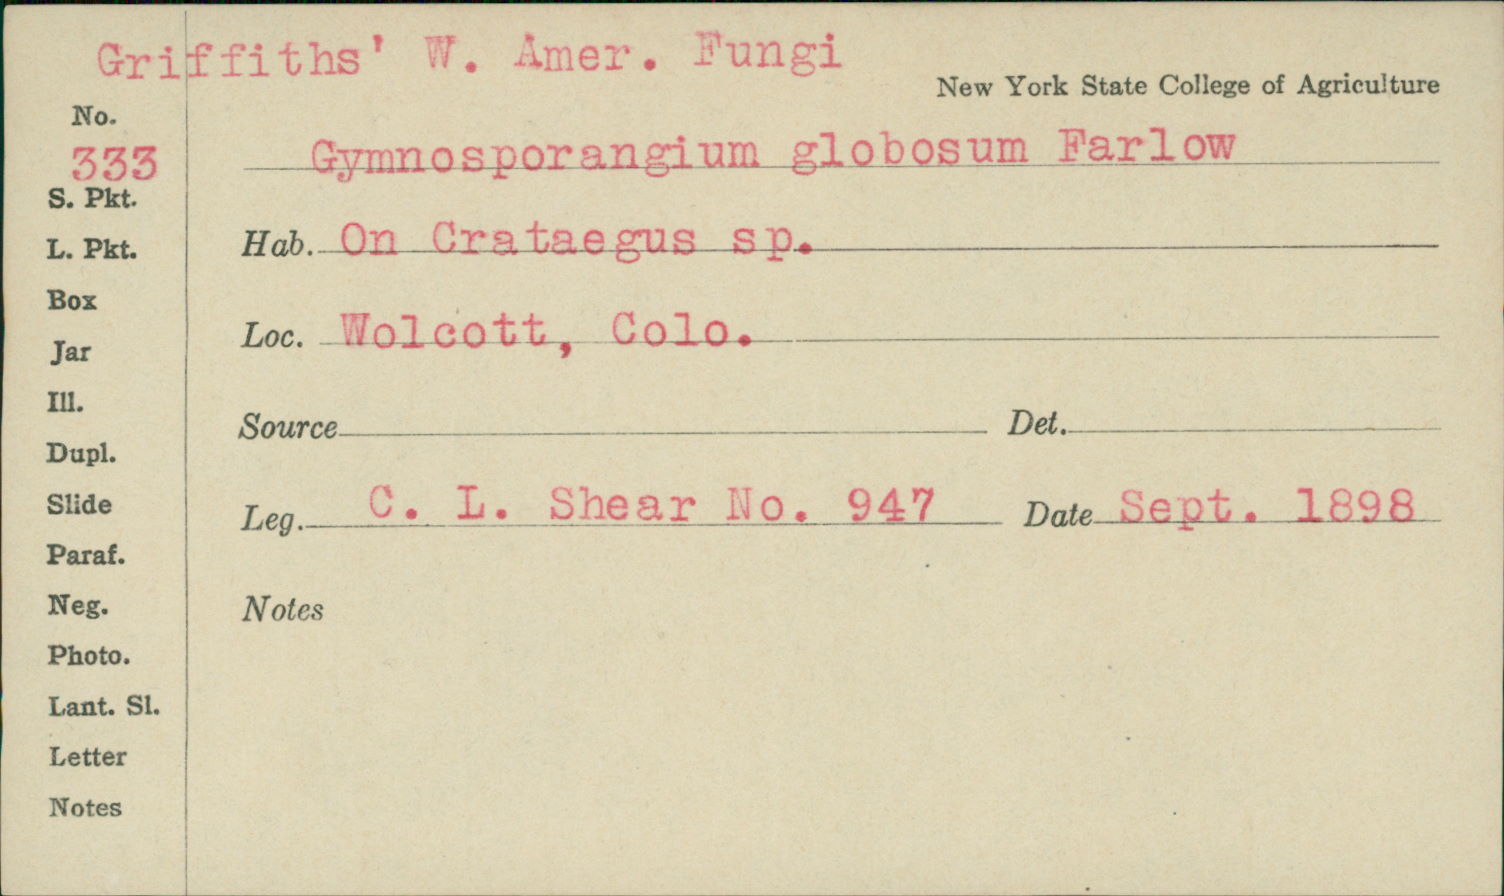 Griffiths' W. Amer. Fungi
New York State College of Agriculture
No.
333
Gymnosporangium globosum Farlow
S. Pkt.
L. Pkt.
Hab. On Crataegus sp.
Box
Loc. Wolcott, Colo.
Jar
Ill.
Source Det.
Dupl.
Slide
Leg. C. L. Shear No. 947 Date Sept. 1898
Paraf.
Neg.
Notes
Photo.
Lant. Sl.
Letter
Notes